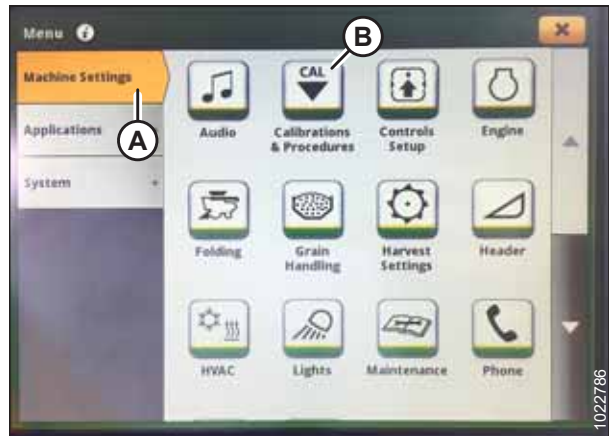 Menu i
Machine Settings
Applications
System
A
B
CAL
Audio
Calibrations
& Procedures
Controls
Setup
Engine
Folding
Grain
Handling
Harvest
Settings
Header
HVAC
Lights
Maintenance
Phone
1022786